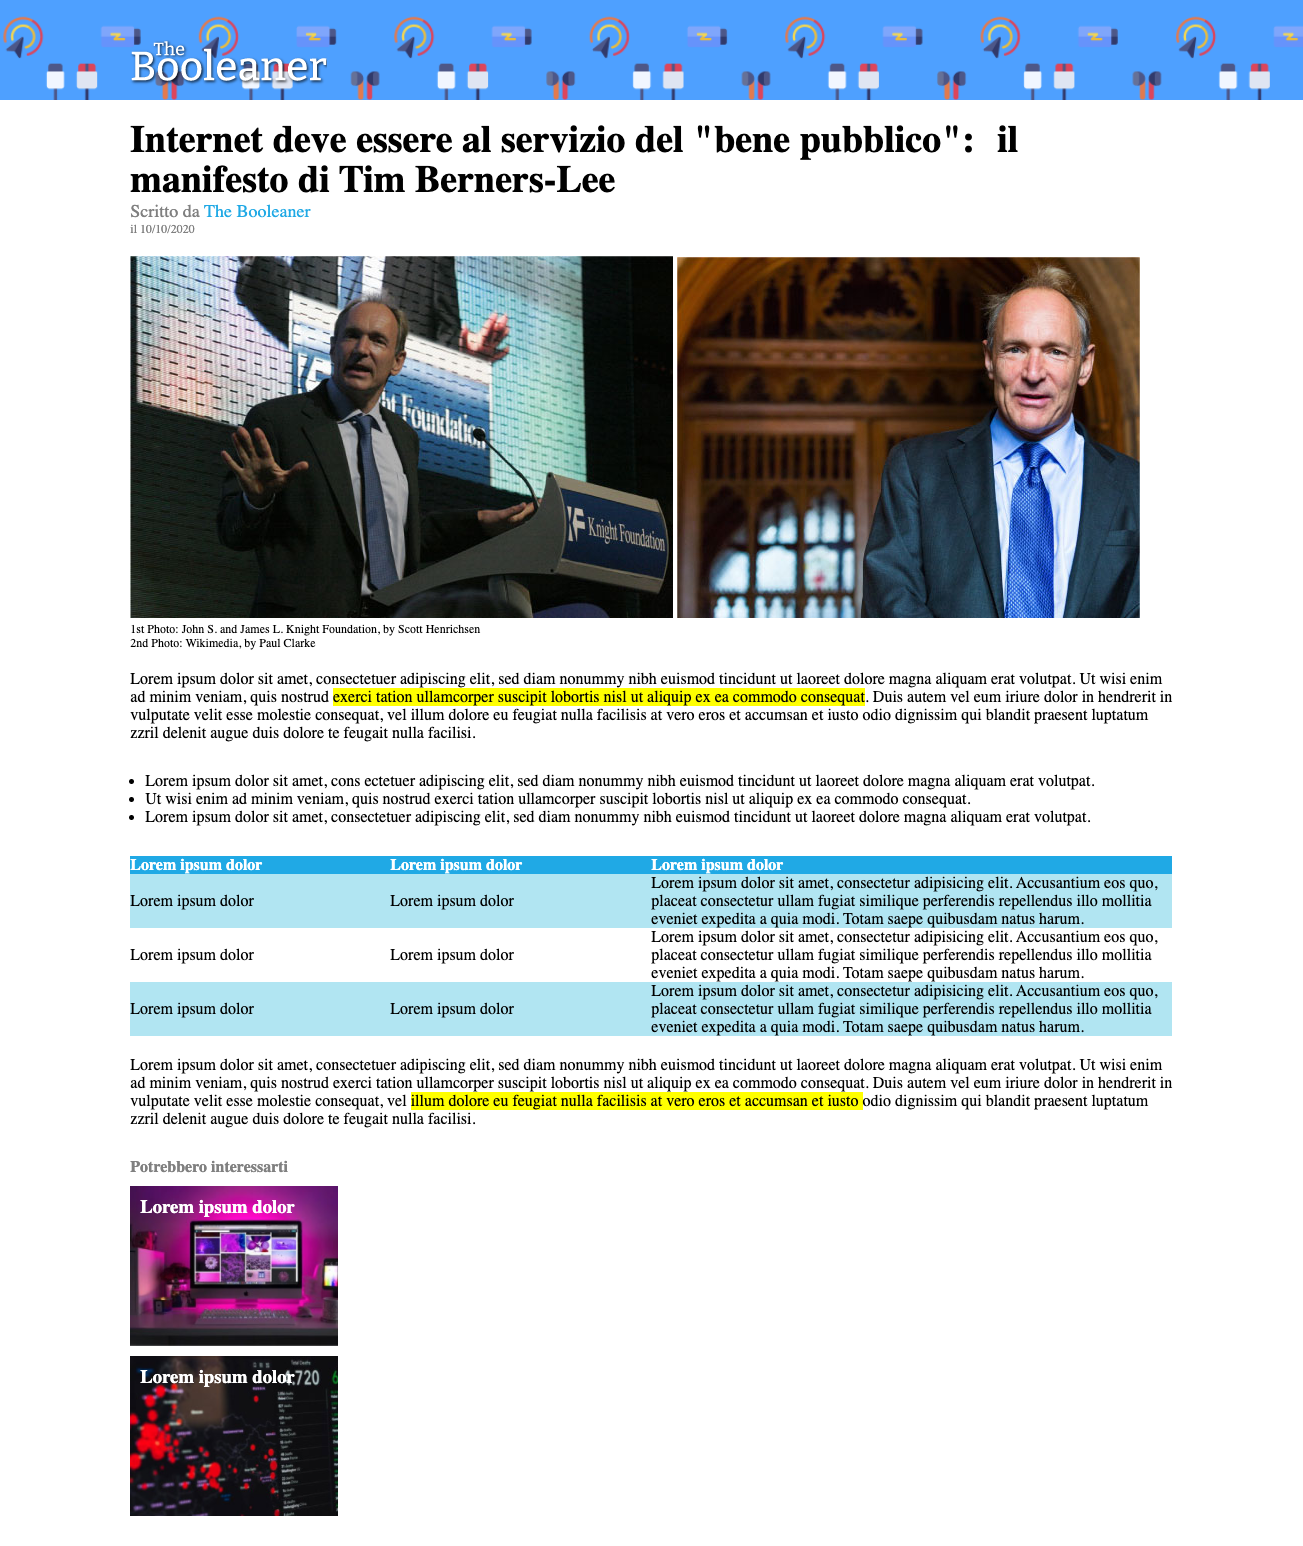 The
Booleaner
Internet deve essere al servizio del "bene pubblico":  il
manifesto di Tim Berners-Lee
Scritto da The Booleaner
il 10/10/2020
ht Foundation
Knight Foundation
1st Photo: John S. and James L. Knight Foundation, by Scott Henrichsen
2nd Photo: Wikimedia, by Paul Clarke
Lorem ipsum dolor sit amet, consectetuer adipiscing elit, sed diam nonummy nibh euismod tincidunt ut laoreet dolore magna aliquam erat volutpat. Ut wisi enim
ad minim veniam, quis nostrud exerci tation ullamcorper suscipit lobortis nisl ut aliquip ex ea commodo consequat. Duis autem vel eum iriure dolor in hendrerit in
vulputate velit esse molestie consequat, vel illum dolore eu feugiat nulla facilisis at vero eros et accumsan et iusto odio dignissim qui blandit praesent luptatum
zzril delenit augue duis dolore te feugait nulla facilisi.
• Lorem ipsum dolor sit amet, cons ectetuer adipiscing elit, sed diam nonummy nibh euismod tincidunt ut laoreet dolore magna aliquam erat volutpat.
• Ut wisi enim ad minim veniam, quis nostrud exerci tation ullamcorper suscipit lobortis nisl ut aliquip ex ea commodo consequat.
• Lorem ipsum dolor sit amet, consectetuer adipiscing elit, sed diam nonummy nibh euismod tincidunt ut laoreet dolore magna aliquam erat volutpat.
Lorem ipsum dolor Lorem ipsum dolor Lorem ipsum dolor
Lorem ipsum dolor Lorem ipsum dolor
Lorem ipsum dolor sit amet, consectetur adipisicing elit. Accusantium eos quo,
placeat consectetur ullam fugiat similique perferendis repellendus illo mollitia
eveniet expedita a quia modi. Totam saepe quibusdam natus harum.
Lorem ipsum dolor Lorem ipsum dolor
Lorem ipsum dolor sit amet, consectetur adipisicing elit. Accusantium eos quo,
placeat consectetur ullam fugiat similique perferendis repellendus illo mollitia
eveniet expedita a quia modi. Totam saepe quibusdam natus harum.
Lorem ipsum dolor Lorem ipsum dolor
Lorem ipsum dolor sit amet, consectetur adipisicing elit. Accusantium eos quo,
placeat consectetur ullam fugiat similique perferendis repellendus illo mollitia
eveniet expedita a quia modi. Totam saepe quibusdam natus harum.
Lorem ipsum dolor sit amet, consectetuer adipiscing elit, sed diam nonummy nibh euismod tincidunt ut laoreet dolore magna aliquam erat volutpat. Ut wisi enim
ad minim veniam, quis nostrud exerci tation ullamcorper suscipit lobortis nisl ut aliquip ex ea commodo consequat. Duis autem vel eum iriure dolor in hendrerit in
vulputate velit esse molestie consequat, vel illum dolore eu feugiat nulla facilisis at vero eros et accumsan et iusto odio dignissim qui blandit praesent luptatum
zzril delenit augue duis dolore te feugait nulla facilisi.
Potrebbero interessarti
Lorem ipsum dolor
Total Deaths
Lorem ipsum dolor